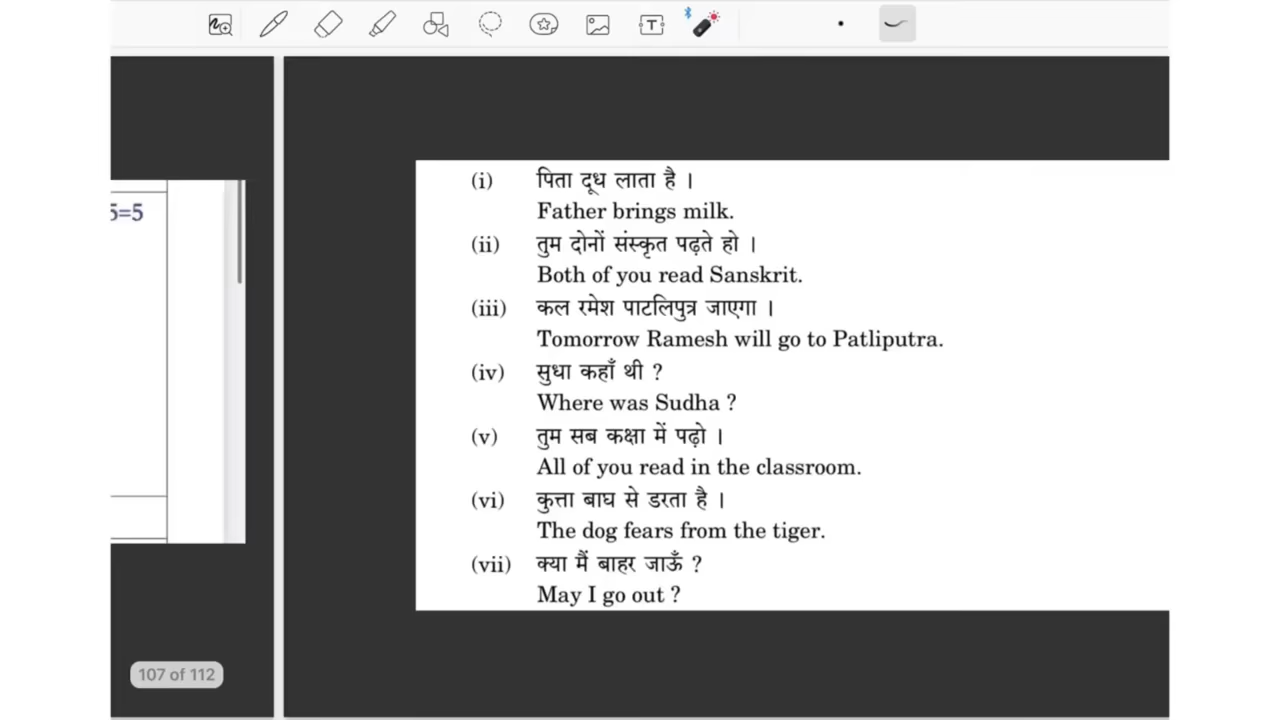 5=5
(i) पिता दूध लाता है ।
Father brings milk.
(ii) तुम दोनों संस्कृत पढ़ते हो ।
Both of you read Sanskrit.
(iii) कल रमेश पाटलिपुत्र जाएगा ।
Tomorrow Ramesh will go to Patliputra.
(iv) सुधा कहाँ थी ?
Where was Sudha ?
(v) तुम सब कक्षा में पढ़ो ।
All of you read in the classroom.
(vi) कुत्ता बाघ से डरता है ।
The dog fears from the tiger.
(vii) क्या मैं बाहर जाऊँ ?
May I go out ?
107 of 112